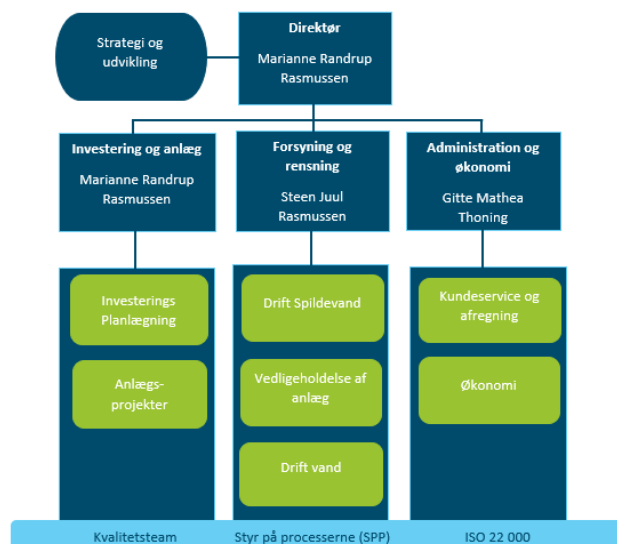 Strategi og
udvikling
Direktør
Marianne Randrup
Rasmussen
Investering og anlæg
Marianne Randrup
Rasmussen
Forsyning og
rensning
Steen Juul
Rasmussen
Administration og
økonomi
Gitte Mathea
Thoning
Investerings
Planlægning
Anlægs-
projekter
Drift Spildevand
Vedligeholdelse af
anlæg
Drift vand
Kundeservice og
afregning
Økonomi
Kvalitetsteam
Styr på processerne (SPP)
ISO 22 000